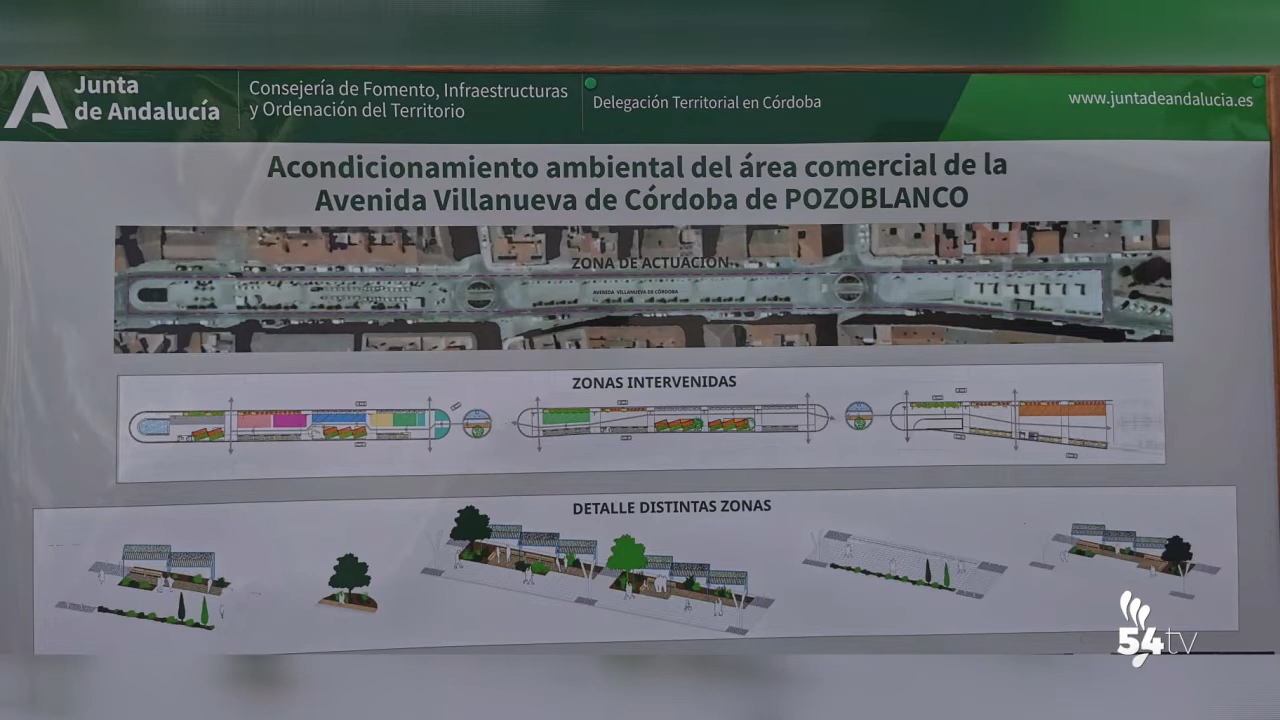 Junta
de Andalucía
Consejería de Fomento, Infraestructuras
y Ordenación del Territorio
Delegación Territorial en Córdoba
www.juntadeandalucia.es
Acondicionamiento ambiental del área comercial de la
Avenida Villanueva de Córdoba de POZOBLANCO
ZONA DE ACTUACIÓN
AVENIDA VILLANUEVA DE CÓRDOBA
ZONAS INTERVENIDAS
DETALLE DISTINTAS ZONAS
54tv